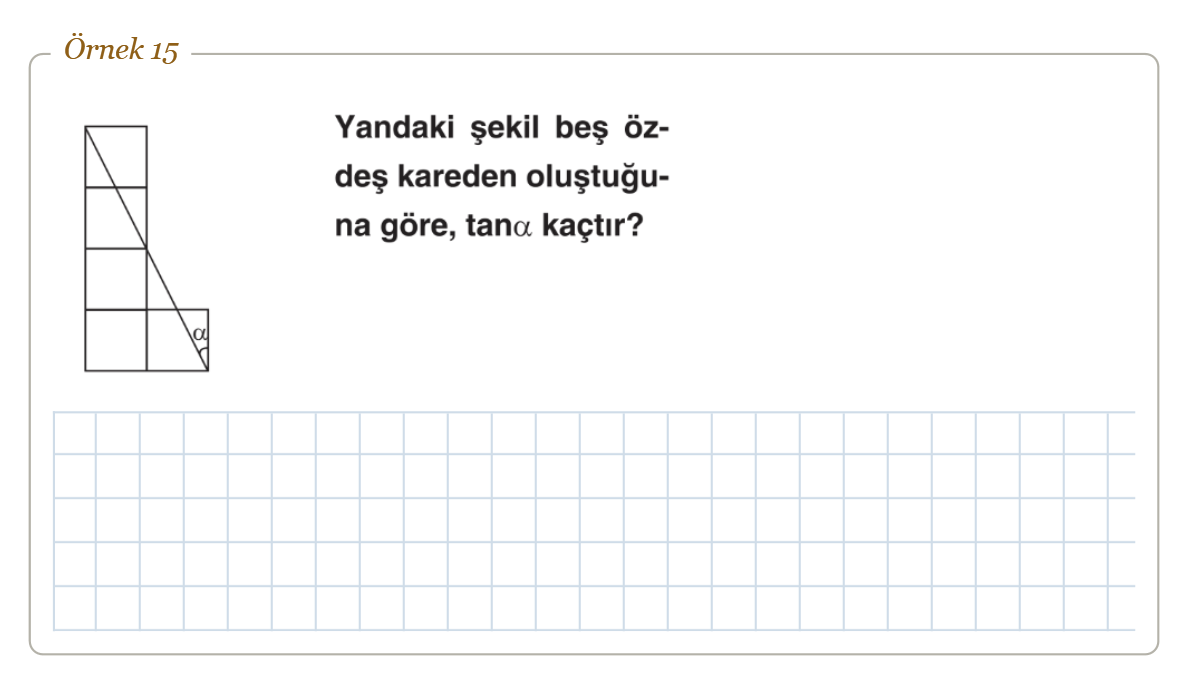 Örnek 15
Yandaki şekil beş öz-
deş kareden oluştuğu-
na göre, tanα kaçtır?
α